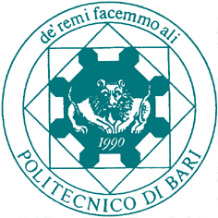 de' remi facemmo ali
1990
POLITECNICO DI BARI